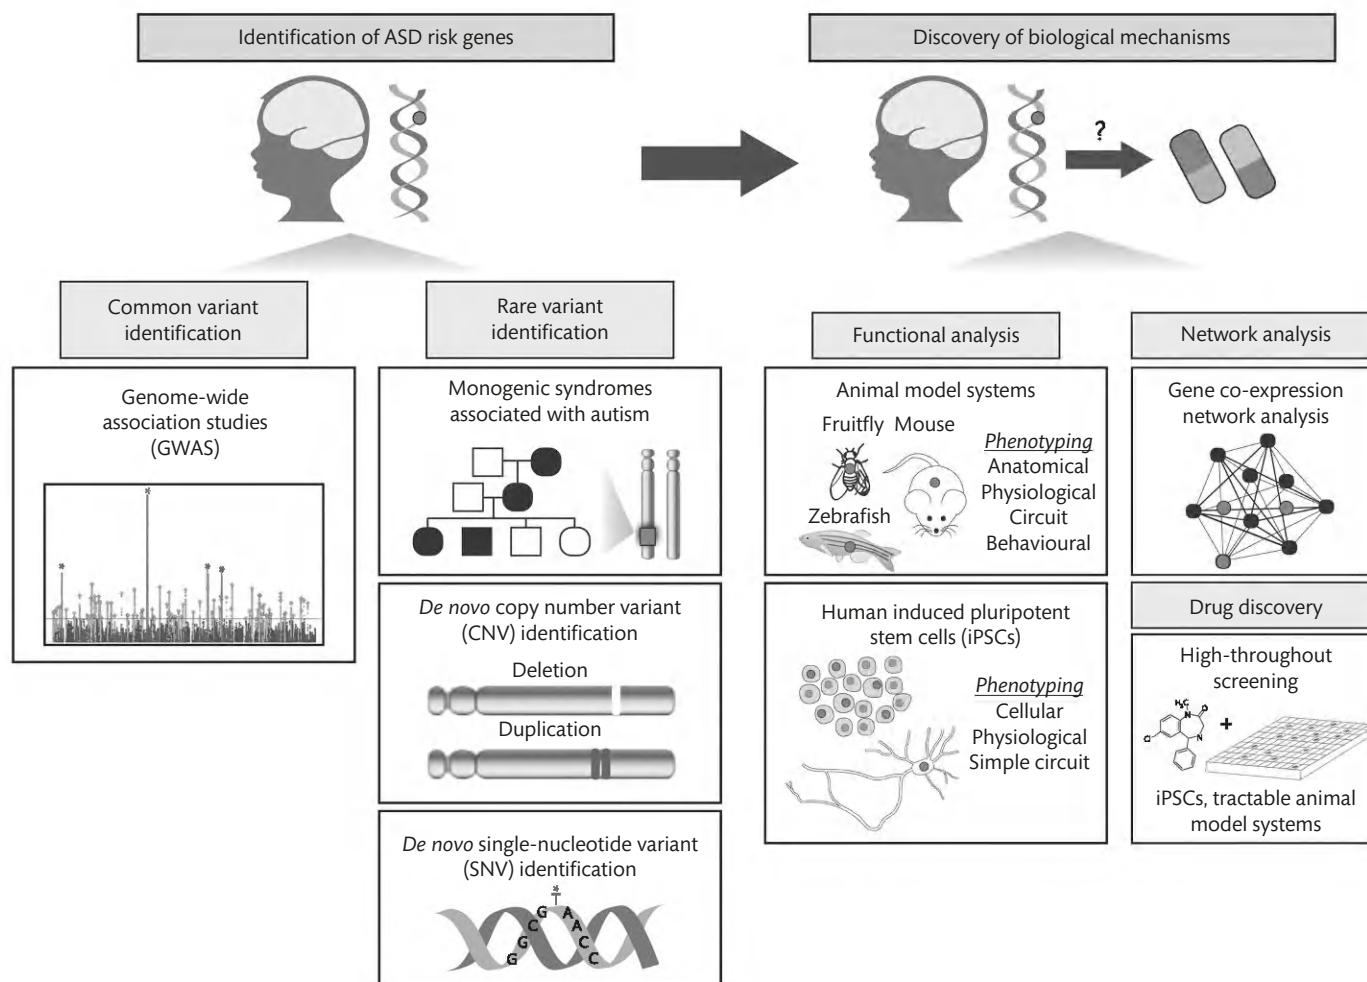 Identification of ASD risk genes
Discovery of biological mechanisms
?
Common variant
identification
Genome-wide
association studies
(GWAS)
*
*
*
*
Rare variant
identification
Monogenic syndromes
associated with autism
De novo copy number variant
(CNV) identification
Deletion
Duplication
De novo single-nucleotide variant
(SNV) identification
*
T
G G C G A A C C
Functional analysis
Animal model systems
Fruitfly Mouse
Zebrafish
Phenotyping
Anatomical
Physiological
Circuit
Behavioural
Human induced pluripotent
stem cells (iPSCs)
Phenotyping
Cellular
Physiological
Simple circuit
Network analysis
Gene co-expression
network analysis
Drug discovery
High-throughout
screening
H₃C
N
O
Cl
N
+
iPSCs, tractable animal
model systems